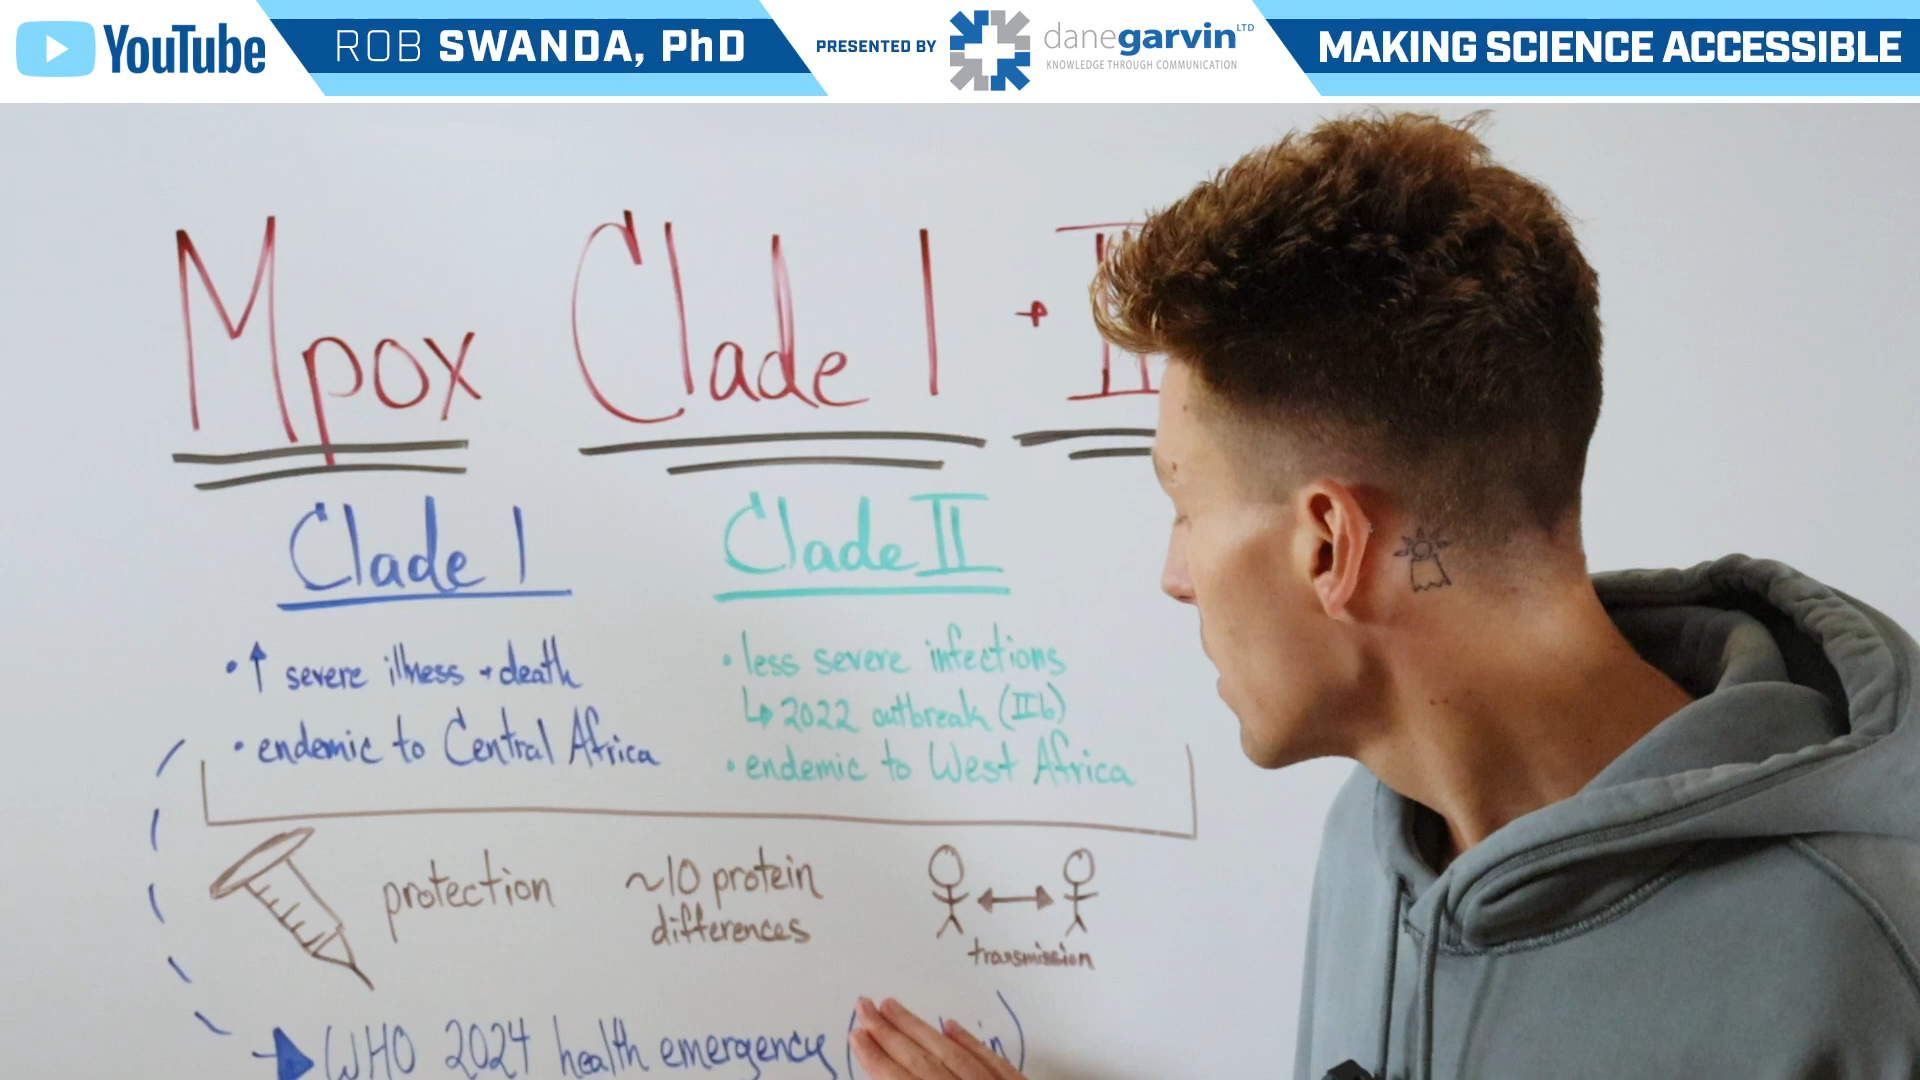 YouTube
ROB SWANDA, PhD
PRESENTED BY
danegarvin LTD
KNOWLEDGE THROUGH COMMUNICATION
MAKING SCIENCE ACCESSIBLE
Mpox Clade I + II
Clade I
Clade II
• ↑ severe illness + death
• endemic to Central Africa
• less severe infections
↳ 2022 outbreak (IIb)
• endemic to West Africa
protection
~10 protein
differences
transmission
WHO 2024 health emergency